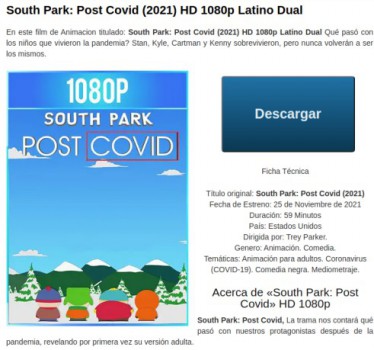 South Park: Post Covid (2021) HD 1080p Latino Dual
En este film de Animacion titulado: South Park: Post Covid (2021) HD 1080p Latino Dual Qué pasó con
los niños que vivieron la pandemia? Stan, Kyle, Cartman y Kenny sobrevivieron, pero nunca volverán a ser
los mismos.
1080P
SOUTH PARK
POST COVID
Descargar
Ficha Técnica
Título original: South Park: Post Covid (2021)
Fecha de Estreno: 25 de Noviembre de 2021
Duración: 59 Minutos
País: Estados Unidos
Dirigida por: Trey Parker.
Genero: Animación. Comedia.
Temáticas: Animación para adultos. Coronavirus
(COVID-19). Comedia negra. Mediometraje.
Acerca de «South Park: Post
Covid» HD 1080p
South Park: Post Covid, La trama nos contará qué
pasó con nuestros protagonistas después de la
pandemia, revelando por primera vez su versión adulta.